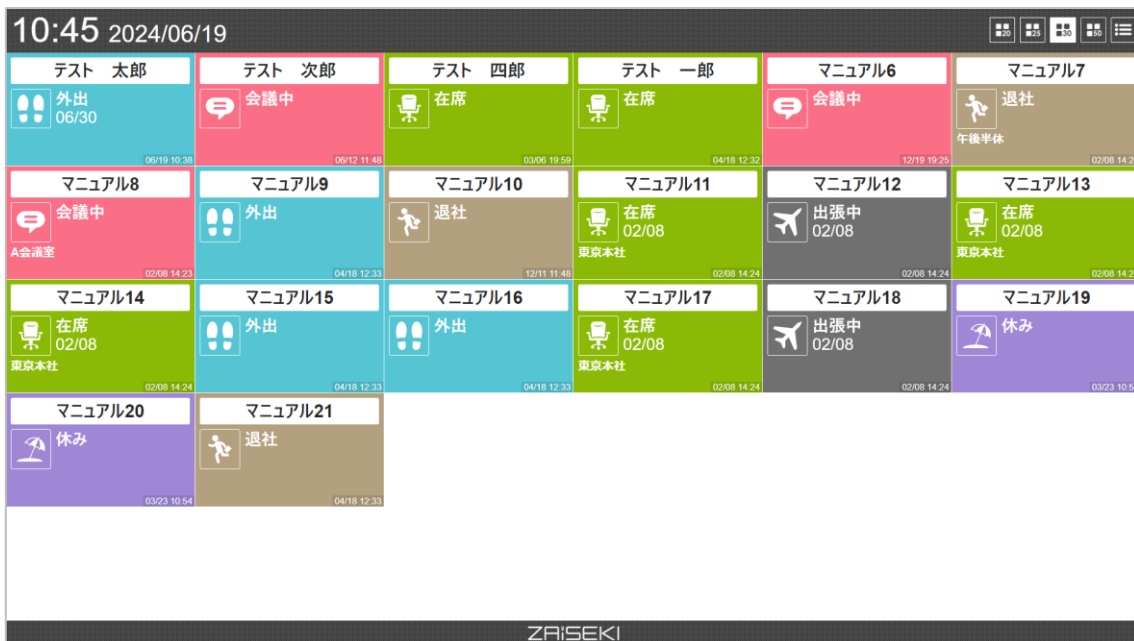 10:45 2024/06/19
20 25 30 50
テスト　太郎
外出
06/30
06/19 10:38
テスト　次郎
会議中
06/12 11:48
テスト　四郎
在席
03/06 19:59
テスト　一郎
在席
04/18 12:32
マニュアル6
会議中
12/19 19:25
マニュアル7
退社
午後半休
02/08 14:2
マニュアル8
会議中
A会議室
02/08 14:23
マニュアル9
外出
04/18 12:33
マニュアル10
退社
12/11 11:48
マニュアル11
在席
02/08
東京本社
02/08 14:24
マニュアル12
出張中
02/08
02/08 14:24
マニュアル13
在席
02/08
東京本社
02/08 14:2
マニュアル14
在席
02/08
東京本社
02/08 14:24
マニュアル15
外出
04/18 12:33
マニュアル16
外出
04/18 12:33
マニュアル17
在席
02/08
東京本社
02/08 14:24
マニュアル18
出張中
02/08
02/08 14:24
マニュアル19
休み
03/23 10:5
マニュアル20
休み
03/23 10:54
マニュアル21
退社
04/18 12:33
ZAiSEKI